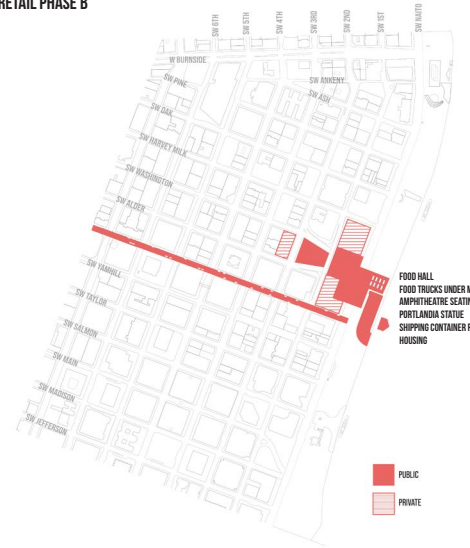 RETAIL PHASE B
SW 6TH
SW 5TH
SW 4TH
SW 3RD
SW 2ND
SW 1ST
SW NAITO
W BURNSIDE
SW PINE
SW ANKENY
SW ASH
SW OAK
SW HARVEY MILK
SW WASHINGTON
SW ALDER
SW YAMHILL
SW TAYLOR
SW SALMON
SW MAIN
SW MADISON
SW JEFFERSON
FOOD HALL
FOOD TRUCKS UNDER
AMPHITHEATRE
PORTLANDIA STATUE
SHIPPING CONTAINER
HOUSING
PUBLIC
PRIVATE